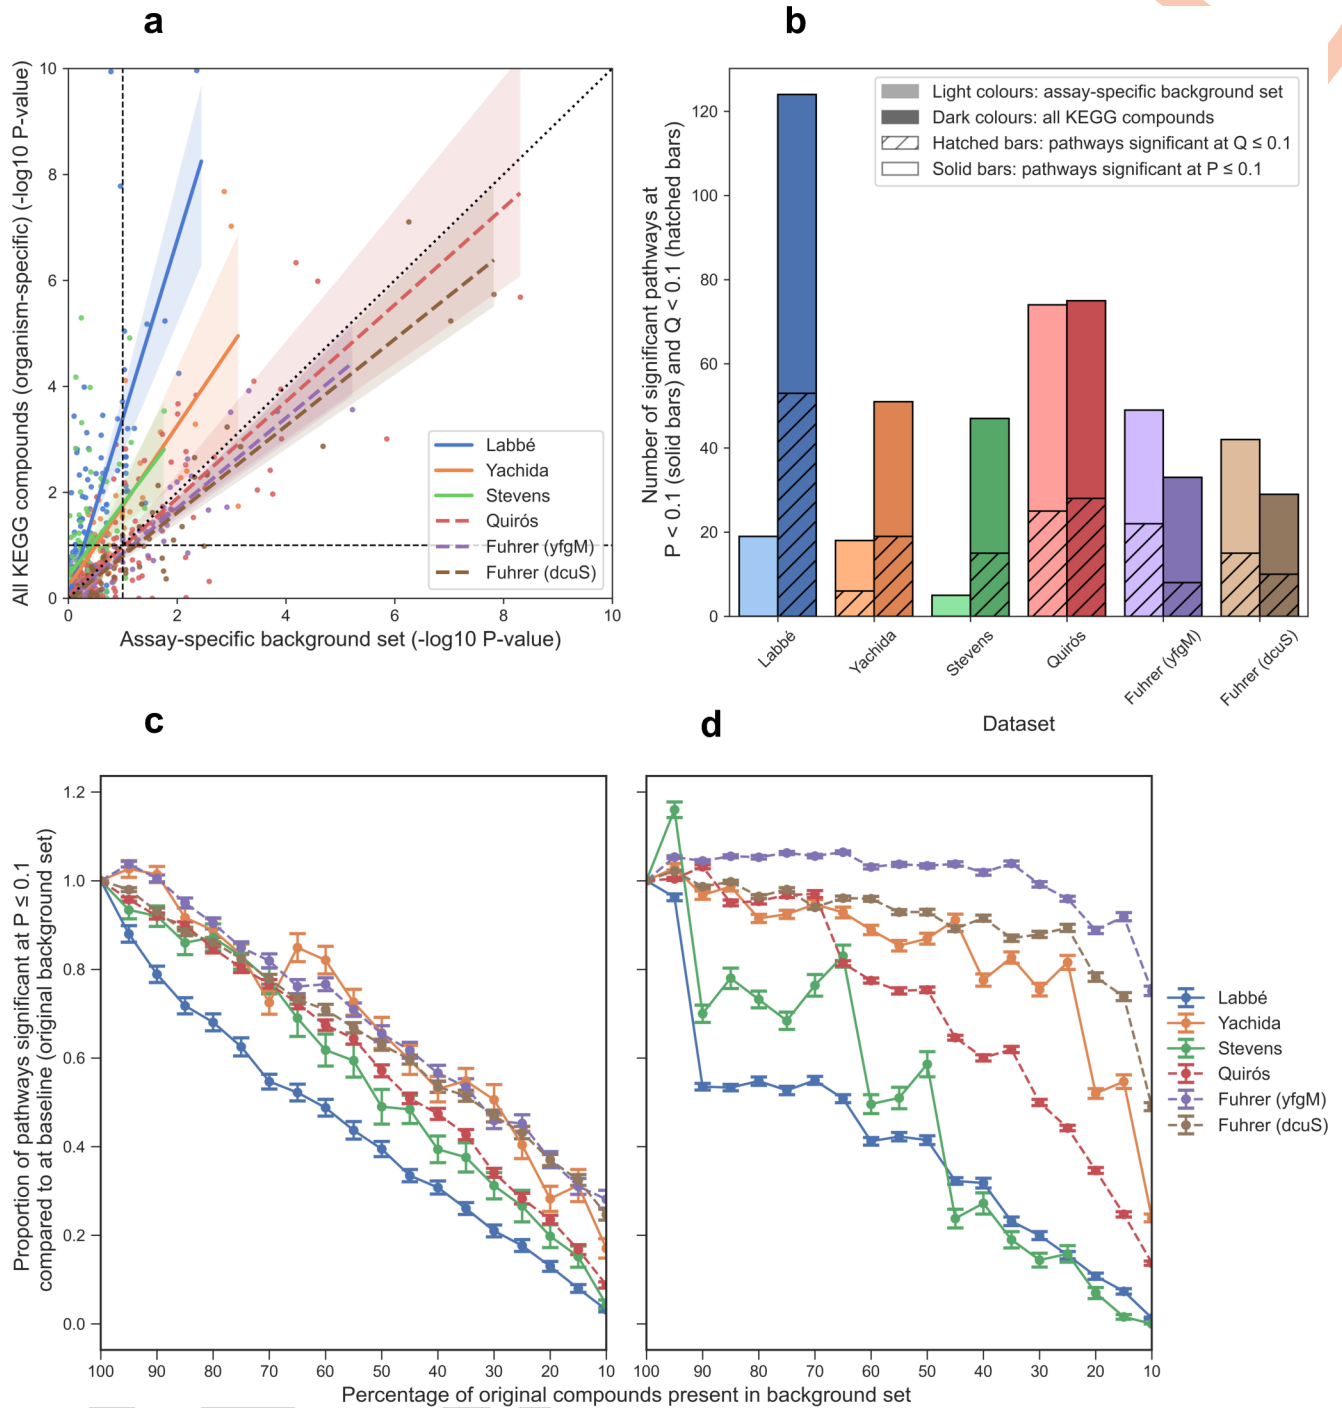 a
b
10
8
6
4
2
0
0
2
4
6
8
10
All KEGG compounds (organism-specific) (-log10 P-value)
Assay-specific background set (-log10 P-value)
Labbé
Yachida
Stevens
Quirós
Fuhrer (yfgM)
Fuhrer (dcuS)
120
100
80
60
40
20
0
Number of significant pathways at
P < 0.1 (solid bars) and Q < 0.1 (hatched bars)
Light colours: assay-specific background set
Dark colours: all KEGG compounds
Hatched bars: pathways significant at Q ≤ 0.1
Solid bars: pathways significant at P ≤ 0.1
Labbé
Yachida
Stevens
Quirós
Fuhrer (yfgM)
Fuhrer (dcuS)
Dataset
c
d
1.2
1.0
0.8
0.6
0.4
0.2
0.0
Proportion of pathways significant at P ≤ 0.1
compared to at baseline (original background set)
100
90
80
70
60
50
40
30
20
10
100
90
80
70
60
50
40
30
20
10
Percentage of original compounds present in background set
Labbé
Yachida
Stevens
Quirós
Fuhrer (yfgM)
Fuhrer (dcuS)